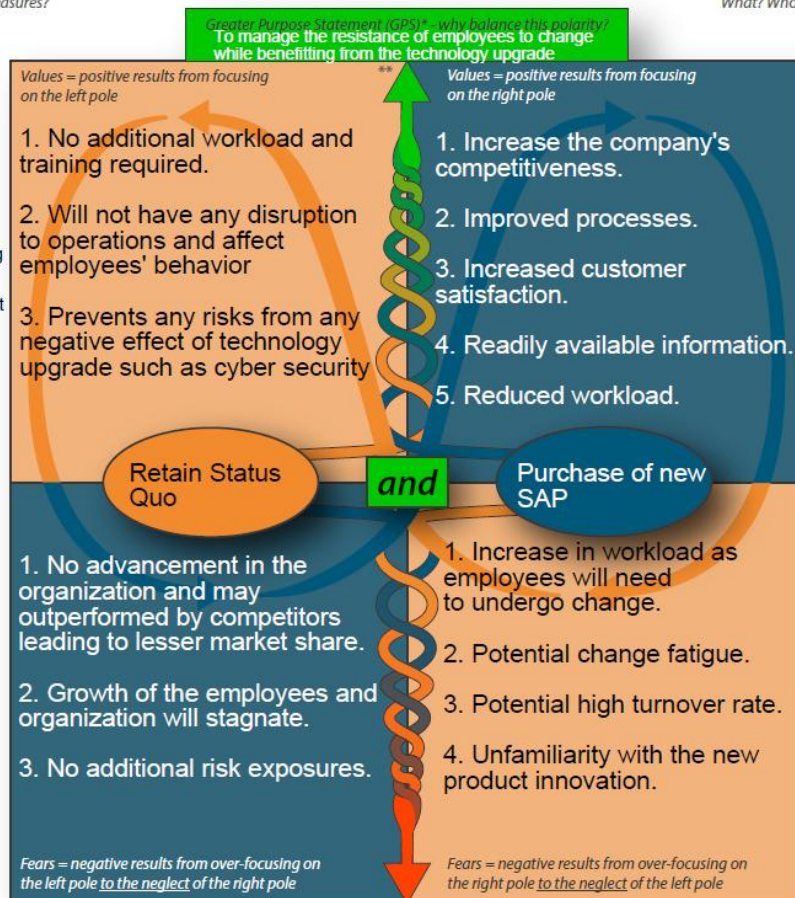 asures?
What? Who
Greater Purpose Statement (GPS)* - why balance this polarity?
To manage the resistance of employees to change
while benefitting from the technology upgrade
Values = positive results from focusing
on the left pole
**
Values = positive results from focusing
on the right pole
1. No additional workload and
training required.
2. Will not have any disruption
to operations and affect
employees' behavior
3. Prevents any risks from any
negative effect of technology
upgrade such as cyber security
g
t
1. Increase the company's
competitiveness.
2. Improved processes.
3. Increased customer
satisfaction.
4. Readily available information.
5. Reduced workload.
Retain Status
Quo
and
Purchase of new
SAP
1. No advancement in the
organization and may
outperformed by competitors
leading to lesser market share.
2. Growth of the employees and
organization will stagnate.
3. No additional risk exposures.
1. Increase in workload as
employees will need
to undergo change.
2. Potential change fatigue.
3. Potential high turnover rate.
4. Unfamiliarity with the new
product innovation.
Fears = negative results from over-focusing on
the left pole to the neglect of the right pole
Fears = negative results from over-focusing on
the right pole to the neglect of the left pole